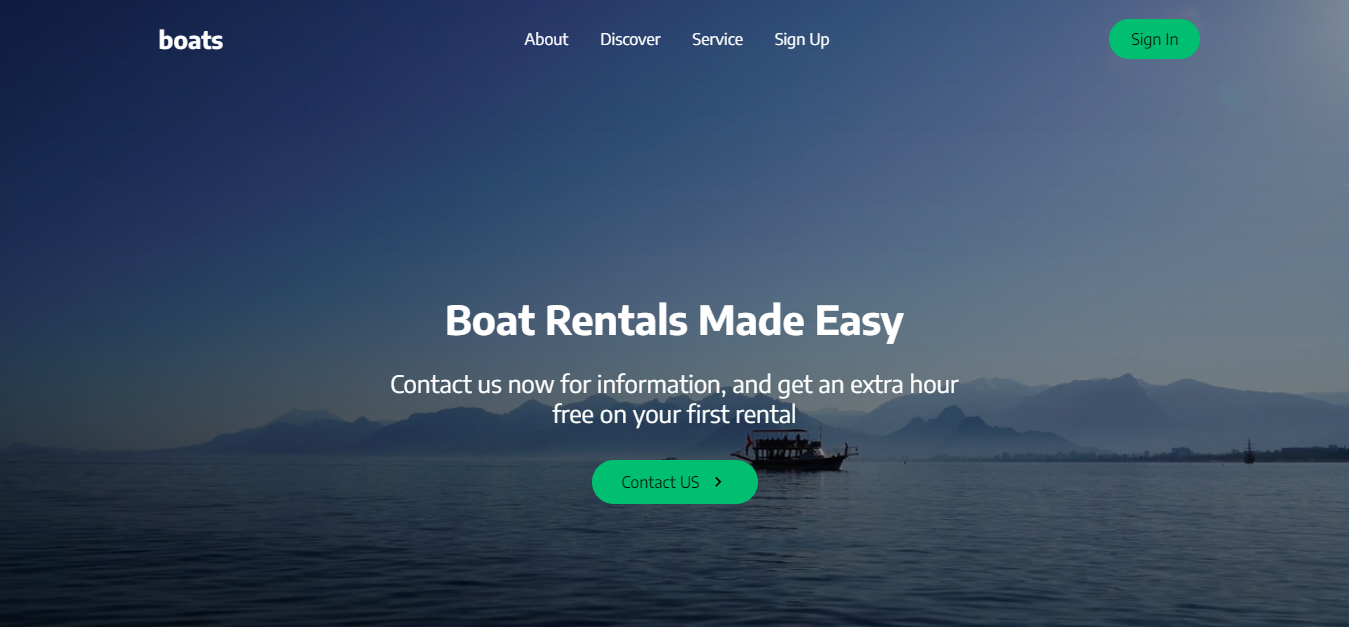 boats
About Discover Service Sign Up
Sign In
Boat Rentals Made Easy
Contact us now for information, and get an extra hour
free on your first rental
Contact US